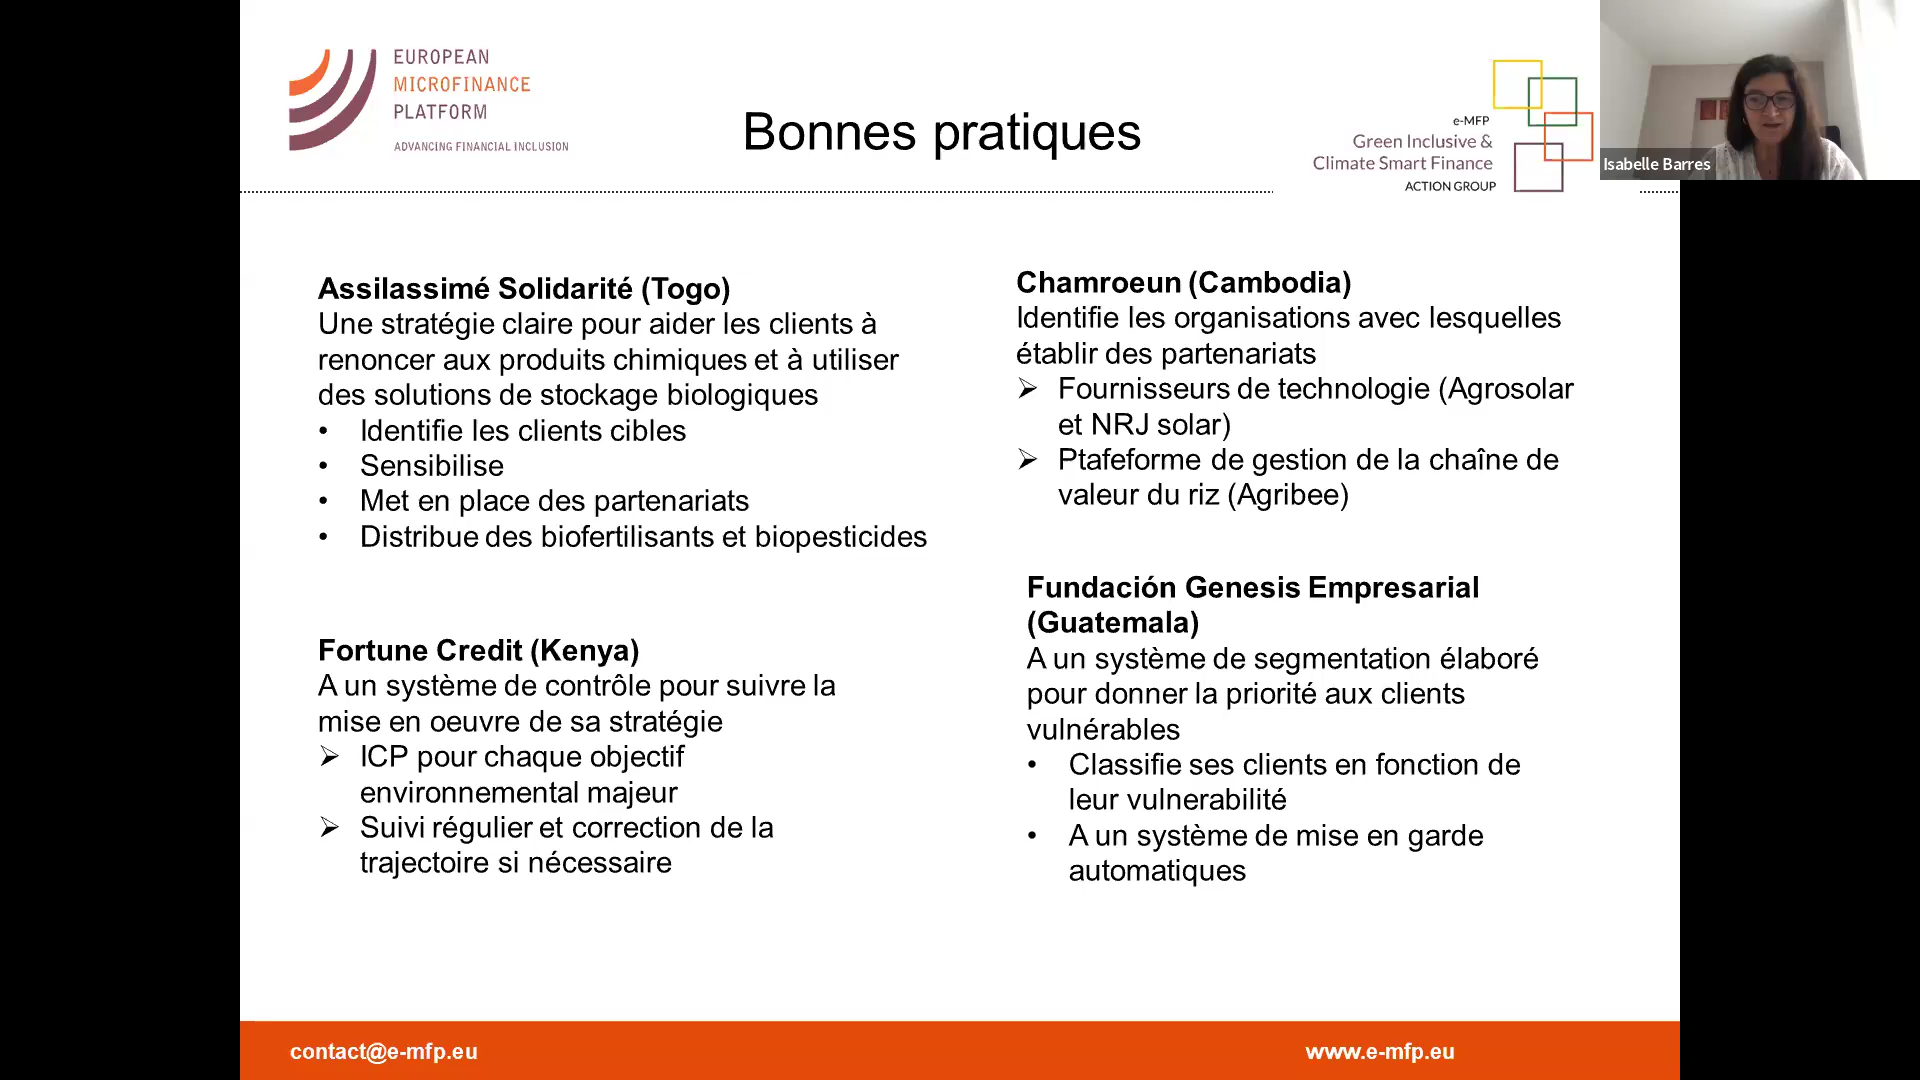 EUROPEAN
MICROFINANCE
PLATFORM
ADVANCING FINANCIAL INCLUSION
Bonnes pratiques
e-MFP
Green Inclusive &
Climate Smart Finance
ACTION GROUP
Isabelle Barres
Assilassimé Solidarité (Togo)
Une stratégie claire pour aider les clients à
renoncer aux produits chimiques et à utiliser
des solutions de stockage biologiques
• Identifie les clients cibles
• Sensibilise
• Met en place des partenariats
• Distribue des biofertilisants et biopesticides
Fortune Credit (Kenya)
A un système de contrôle pour suivre la
mise en oeuvre de sa stratégie
➢ ICP pour chaque objectif
environnemental majeur
➢ Suivi régulier et correction de la
trajectoire si nécessaire
Chamroeun (Cambodia)
Identifie les organisations avec lesquelles
établir des partenariats
➢ Fournisseurs de technologie (Agrosolar
et NRJ solar)
➢ Ptafeforme de gestion de la chaîne de
valeur du riz (Agribee)
Fundación Genesis Empresarial
(Guatemala)
A un système de segmentation élaboré
pour donner la priorité aux clients
vulnérables
• Classifie ses clients en fonction de
leur vulnerabilité
• A un système de mise en garde
automatiques
contact@e-mfp.eu
www.e-mfp.eu